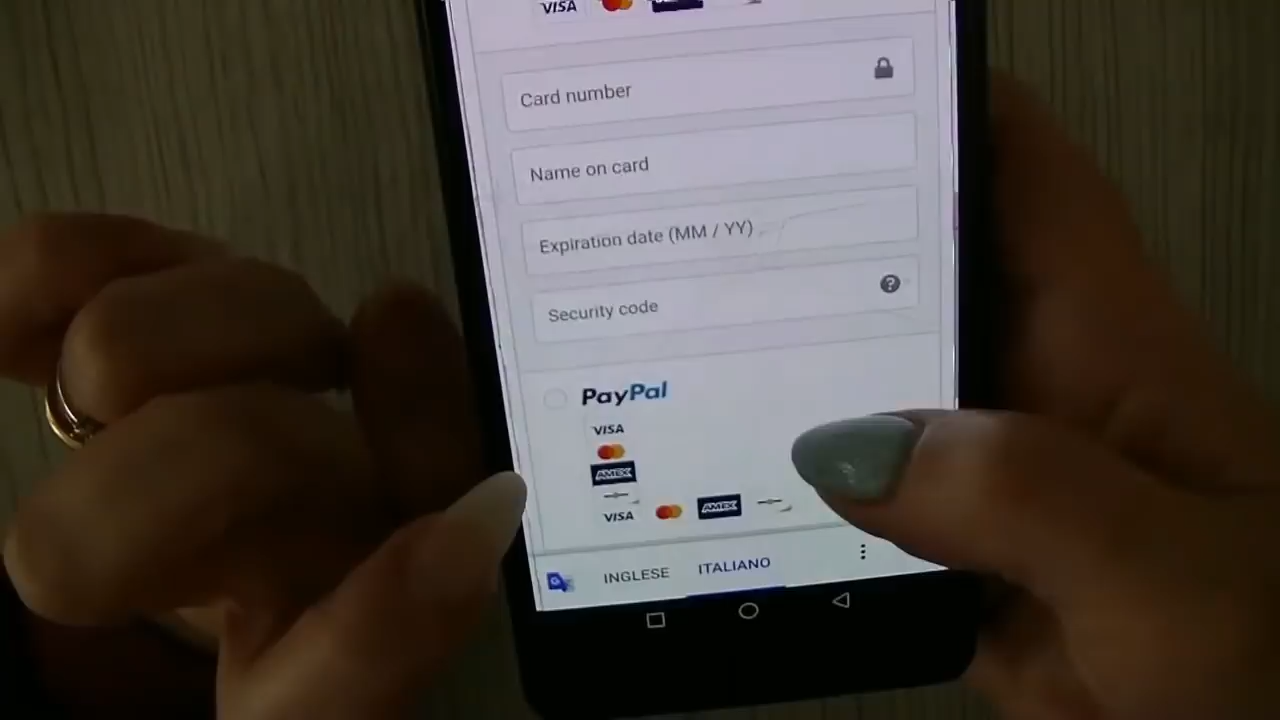 VISA
Card number
Name on card
Expiration date (MM / YY)
Security code
?
PayPal
VISA
AMEX
VISA AMEX
G INGLESE ITALIANO